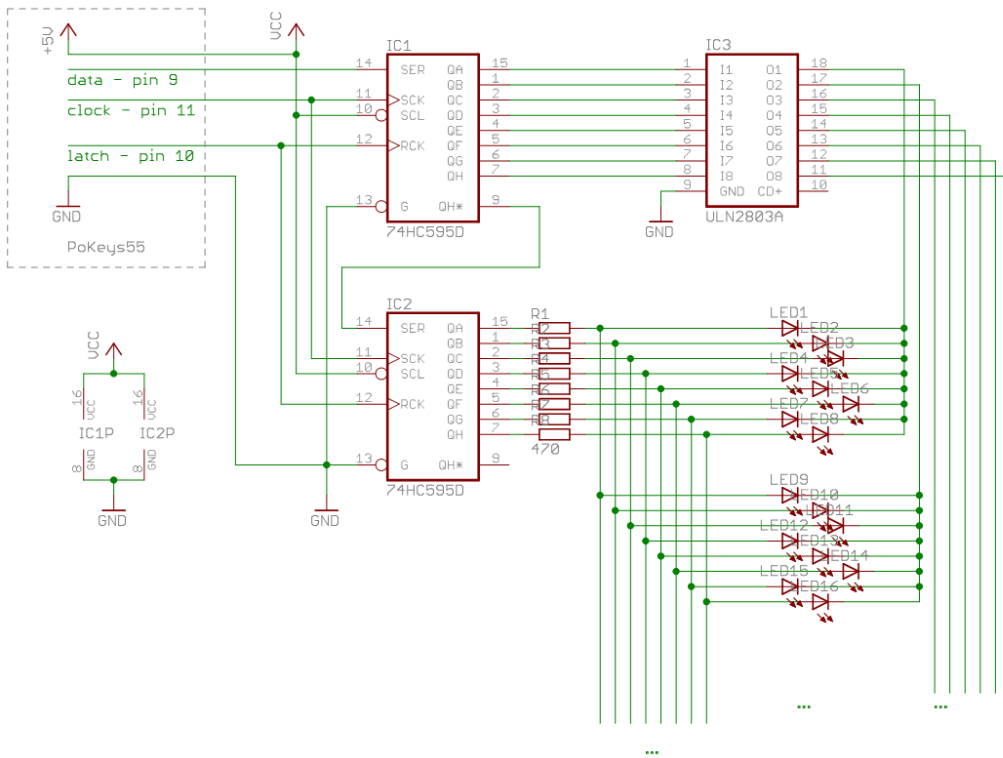 +5V
VCC
data - pin 9
clock - pin 11
latch - pin 10
GND
PoKeys55
IC1
14 SER QA 15
QB 1
11 SCK QC 2
10 SCL QD 3
QE 4
12 RCK QF 5
QG 6
QH 7
13 G QH* 9
74HC595D
IC3
1 I1 O1 18
2 I2 O2 17
3 I3 O3 16
4 I4 O4 15
5 I5 O5 14
6 I6 O6 13
7 I7 O7 12
8 I8 O8 11
9 GND CD+ 10
ULN2803A
GND
IC2
14 SER QA 15
QB 1
11 SCK QC 2
10 SCL QD 3
QE 4
12 RCK QF 5
QG 6
QH 7
13 G QH* 9
74HC595D
GND
R1
R2
R3
R4
R5
R6
R7
R8
470
LED1
LED2
LED3
LED4
LED5
LED6
LED7
LED8
LED9
LED10
LED11
LED12
LED13
LED14
LED15
LED16
VCC
16 VCC
16 VCC
IC1P
IC2P
8 GND
8 GND
GND
...
...
...